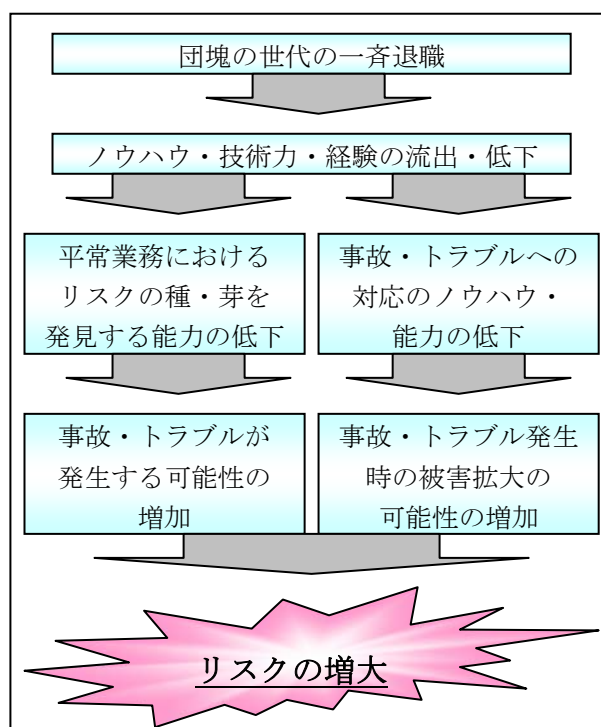 団塊の世代の一斉退職
ノウハウ・技術力・経験の流出・低下
平常業務における
リスクの種・芽を
発見する能力の低下
事故・トラブルへの
対応のノウハウ・
能力の低下
事故・トラブルが
発生する可能性の
増加
事故・トラブル発生
時の被害拡大の
可能性の増加
リスクの増大